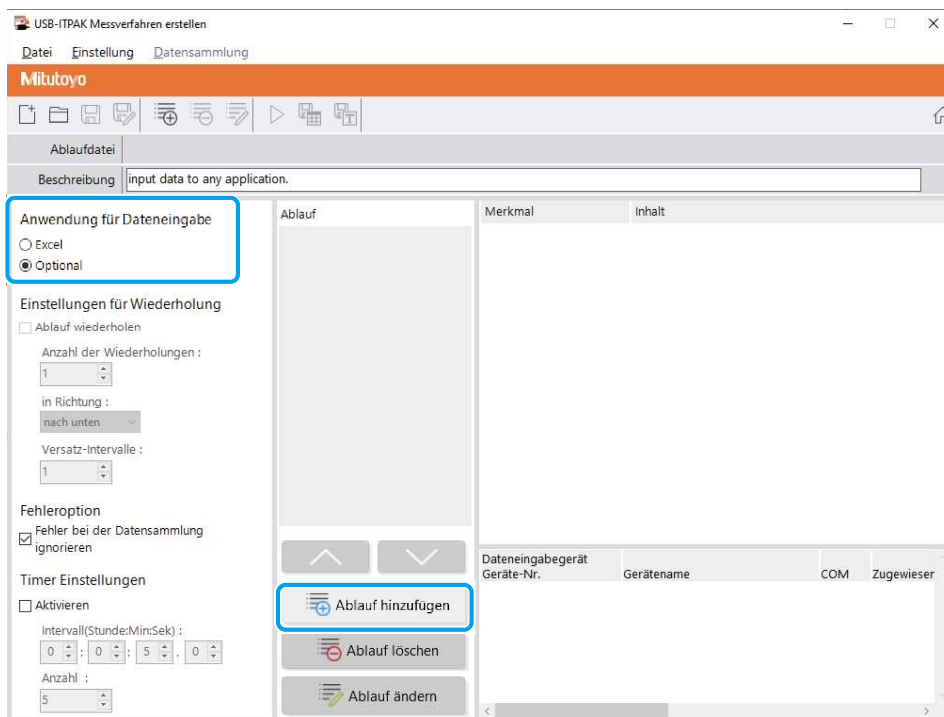 USB-ITPAK Messverfahren erstellen
Datei Einstellung Datensammlung
Mitutoyo
Ablaufdatei
Beschreibung input data to any application.
Anwendung für Dateneingabe
Excel
Optional
Einstellungen für Wiederholung
Ablauf wiederholen
Anzahl der Wiederholungen :
1
in Richtung :
nach unten
Versatz-Intervalle :
1
Fehleroption
Fehler bei der Datensammlung
ignorieren
Timer Einstellungen
Aktivieren
Intervall(Stunde:Min:Sek) :
0 : 0 : 5 . 0
Anzahl :
5
Ablauf
Ablauf hinzufügen
Ablauf löschen
Ablauf ändern
Merkmal Inhalt
Dateneingabegerät
Geräte-Nr. Gerätename COM Zugewieser